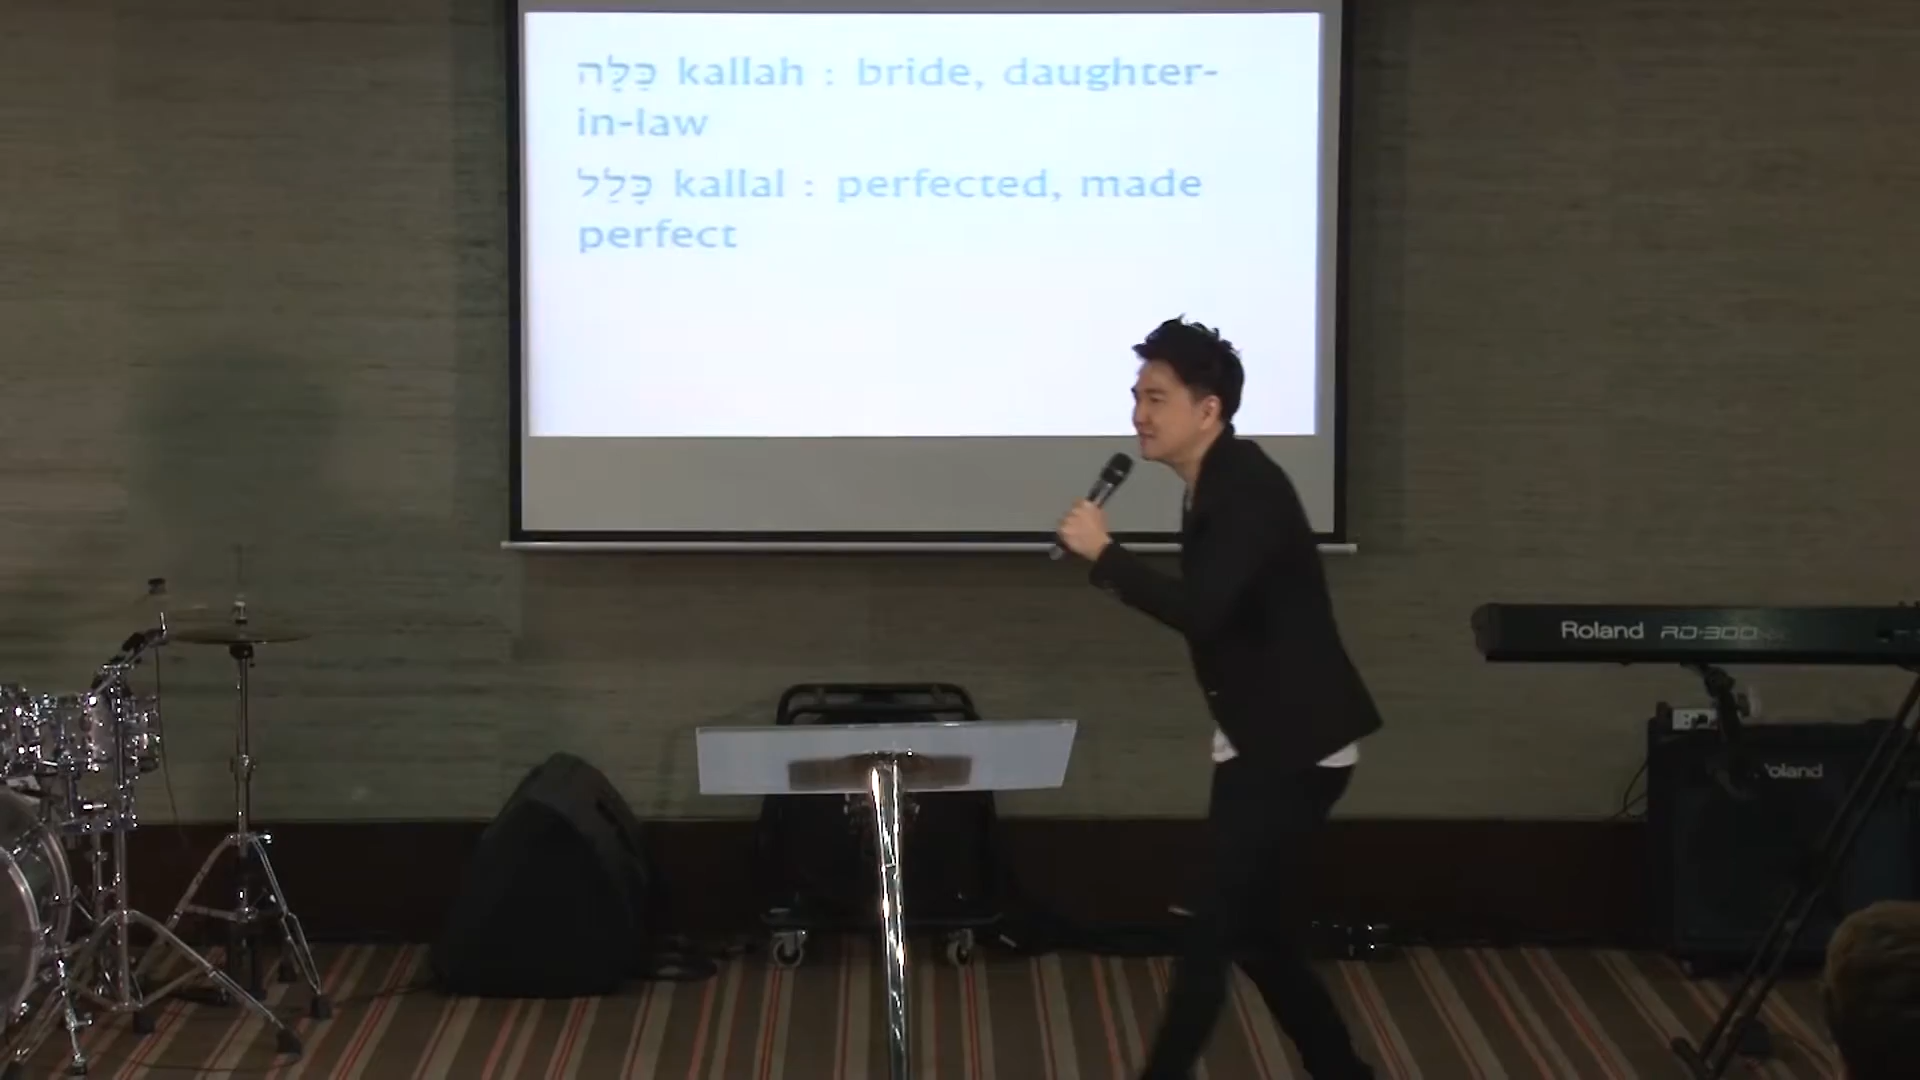 כַּלָּה kallah : bride, daughter-
in-law
כָּלַל kallal : perfected, made
perfect
Roland RD-300
Roland